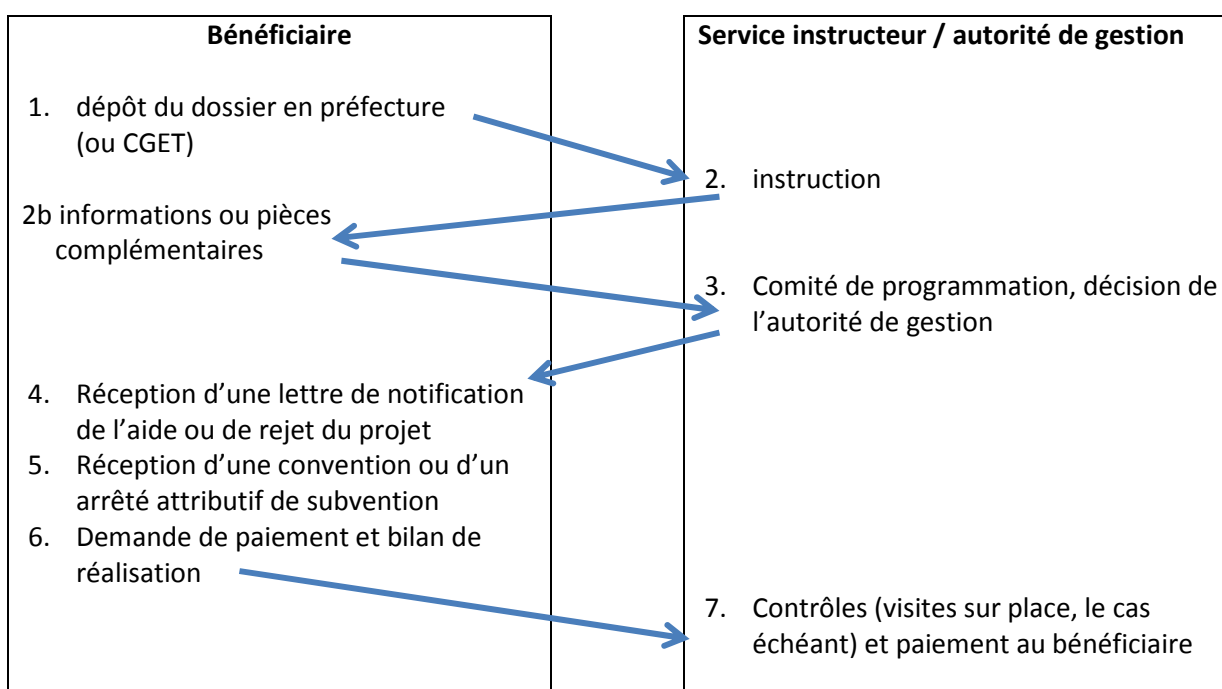 Bénéficiaire
1. dépôt du dossier en préfecture
(ou CGET)
2b informations ou pièces
complémentaires
4. Réception d’une lettre de notification
de l’aide ou de rejet du projet
5. Réception d’une convention ou d’un
arrêté attributif de subvention
6. Demande de paiement et bilan de
réalisation
Service instructeur / autorité de gestion
2. instruction
3. Comité de programmation, décision de
l’autorité de gestion
7. Contrôles (visites sur place, le cas
échéant) et paiement au bénéficiaire